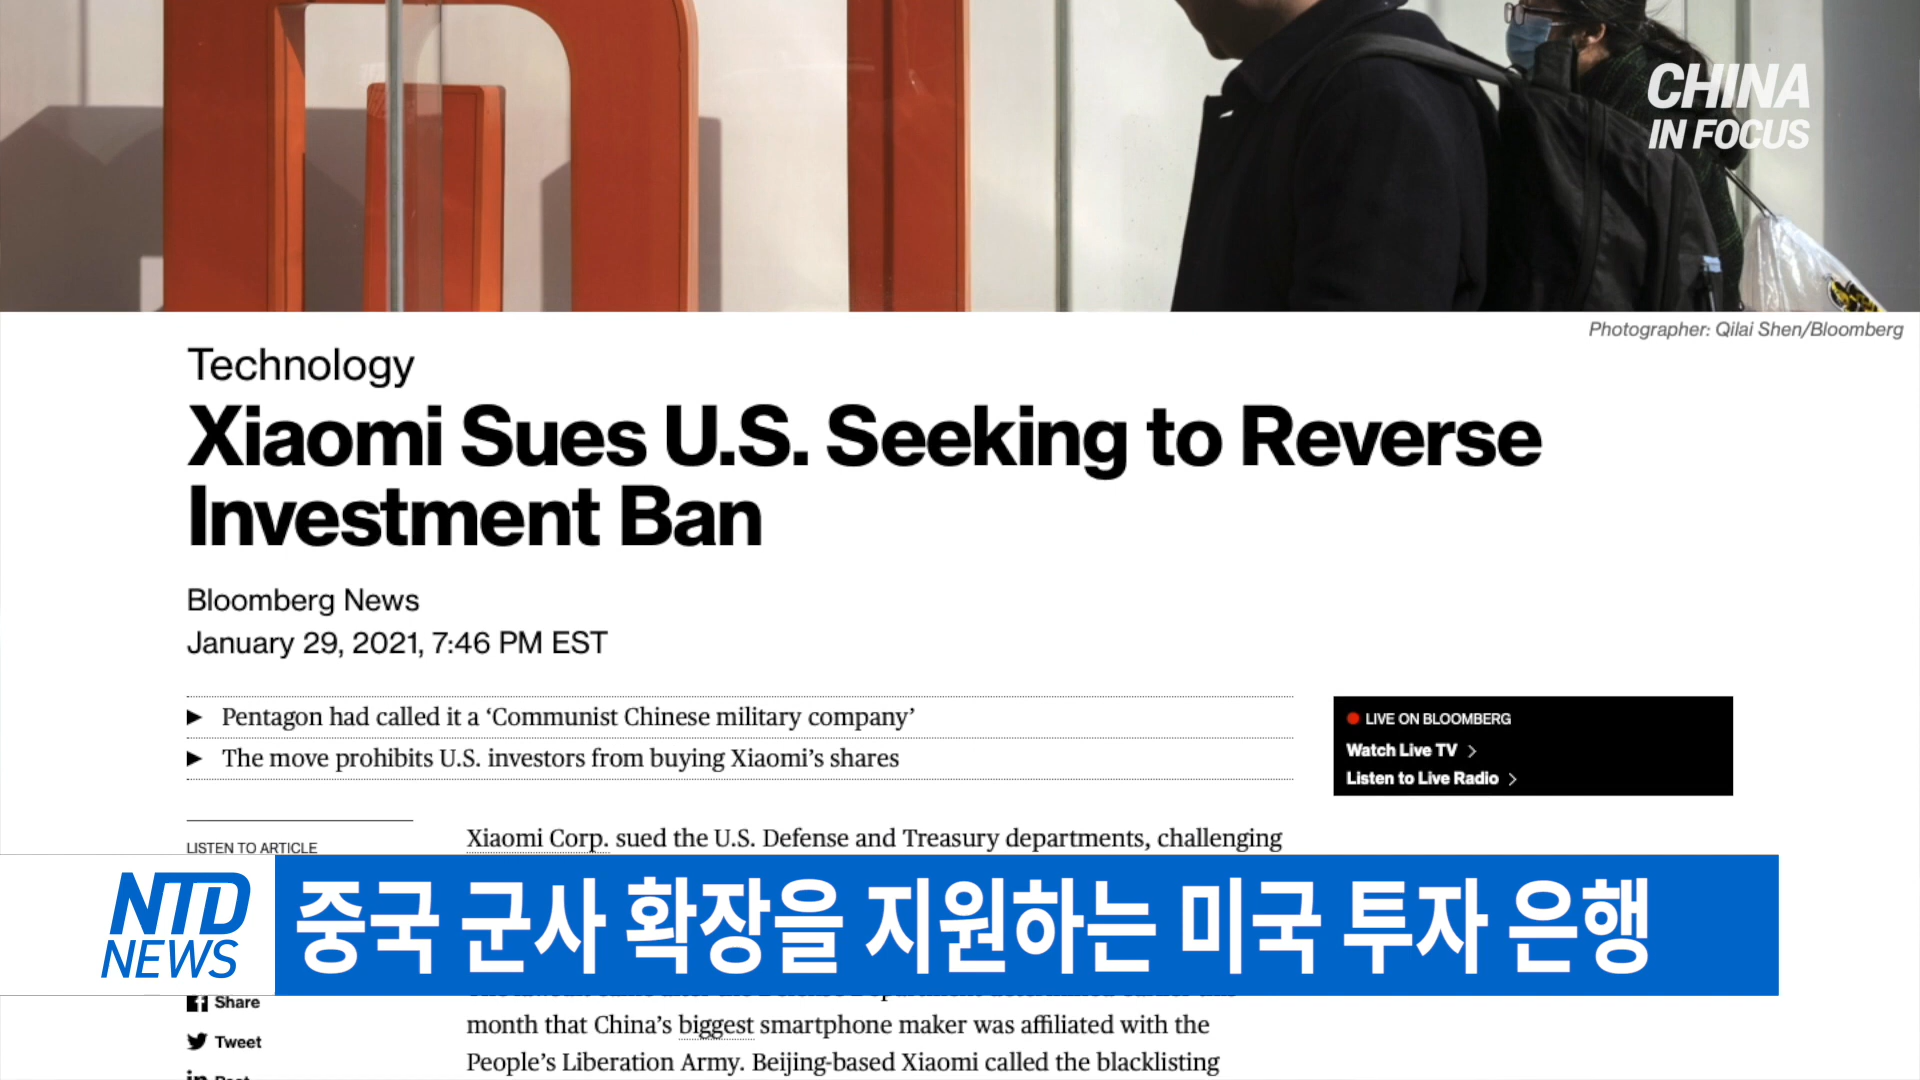 CHINA
IN FOCUS
Photographer: Qilai Shen/Bloomberg
Technology
Xiaomi Sues U.S. Seeking to Reverse
Investment Ban
Bloomberg News
January 29, 2021, 7:46 PM EST
▶ Pentagon had called it a ‘Communist Chinese military company’
▶ The move prohibits U.S. investors from buying Xiaomi’s shares
LIVE ON BLOOMBERG
Watch Live TV >
Listen to Live Radio >
LISTEN TO ARTICLE
Xiaomi Corp. sued the U.S. Defense and Treasury departments, challenging
NTD
NEWS
중국 군사 확장을 지원하는 미국 투자 은행
Share
Tweet
month that China’s biggest smartphone maker was affiliated with the
People’s Liberation Army. Beijing-based Xiaomi called the blacklisting